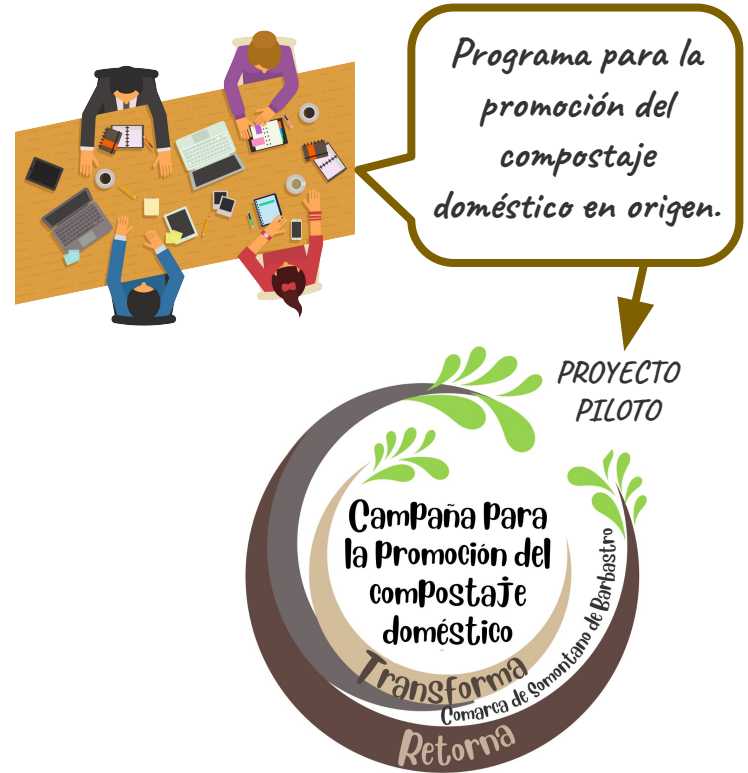 Programa para la
promoción del
compostaje
doméstico en origen.
PROYECTO
PILOTO
Campaña Para
la Promoción del
comPostaJe
doméstico
Transforma
Comarca de Somontano de Barbastro
Retorna